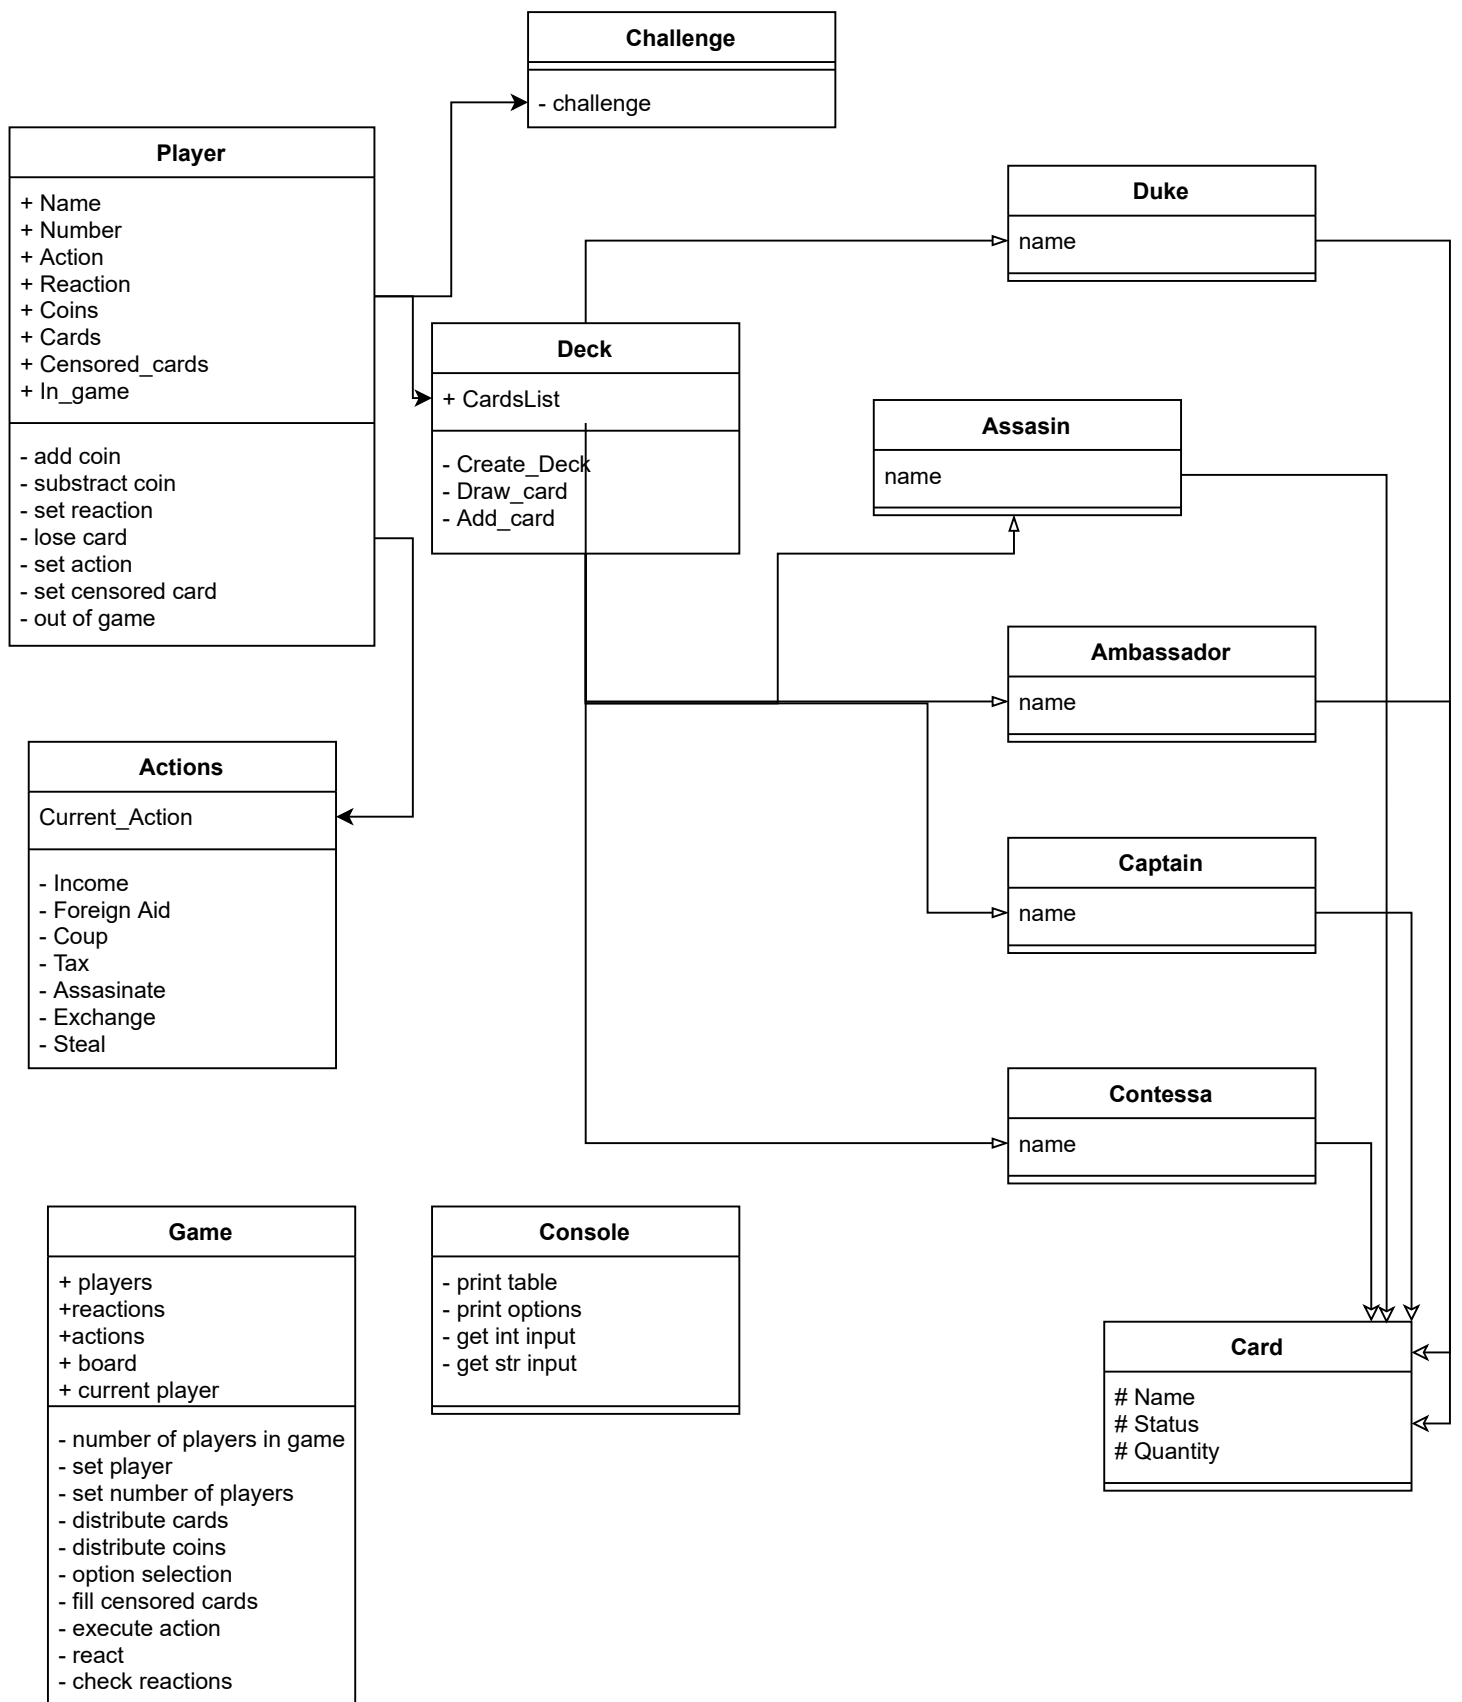 Challenge
- challenge
Player
+ Name
+ Number
+ Action
+ Reaction
+ Coins
+ Cards
+ Censored_cards
+ In_game
- add coin
- substract coin
- set reaction
- lose card
- set action
- set censored card
- out of game
Deck
+ CardsList
- Create_Deck
- Draw_card
- Add_card
Duke
name
Assasin
name
Ambassador
name
Captain
name
Contessa
name
Actions
Current_Action
- Income
- Foreign Aid
- Coup
- Tax
- Assasinate
- Exchange
- Steal
Game
+ players
+reactions
+actions
+ board
+ current player
- number of players in game
- set player
- set number of players
- distribute cards
- distribute coins
- option selection
- fill censored cards
- execute action
- react
- check reactions
Console
- print table
- print options
- get int input
- get str input
Card
# Name
# Status
# Quantity